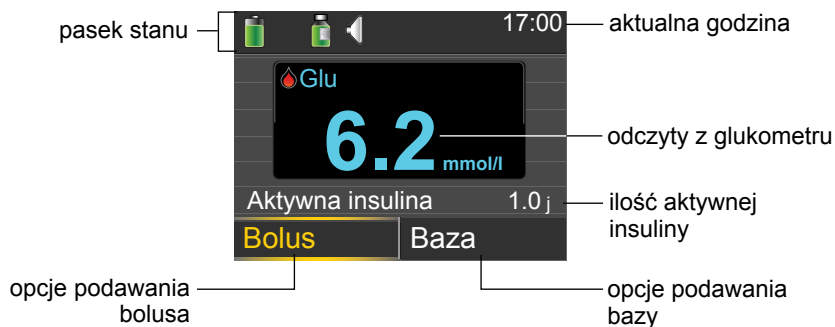 pasek stanu
17:00
aktualna godzina
Glu
6.2 mmol/l
odczyty z glukometru
Aktywna insulina 1.0 j
ilość aktywnej
insuliny
Bolus Baza
opcje podawania
bolusa
opcje podawania
bazy